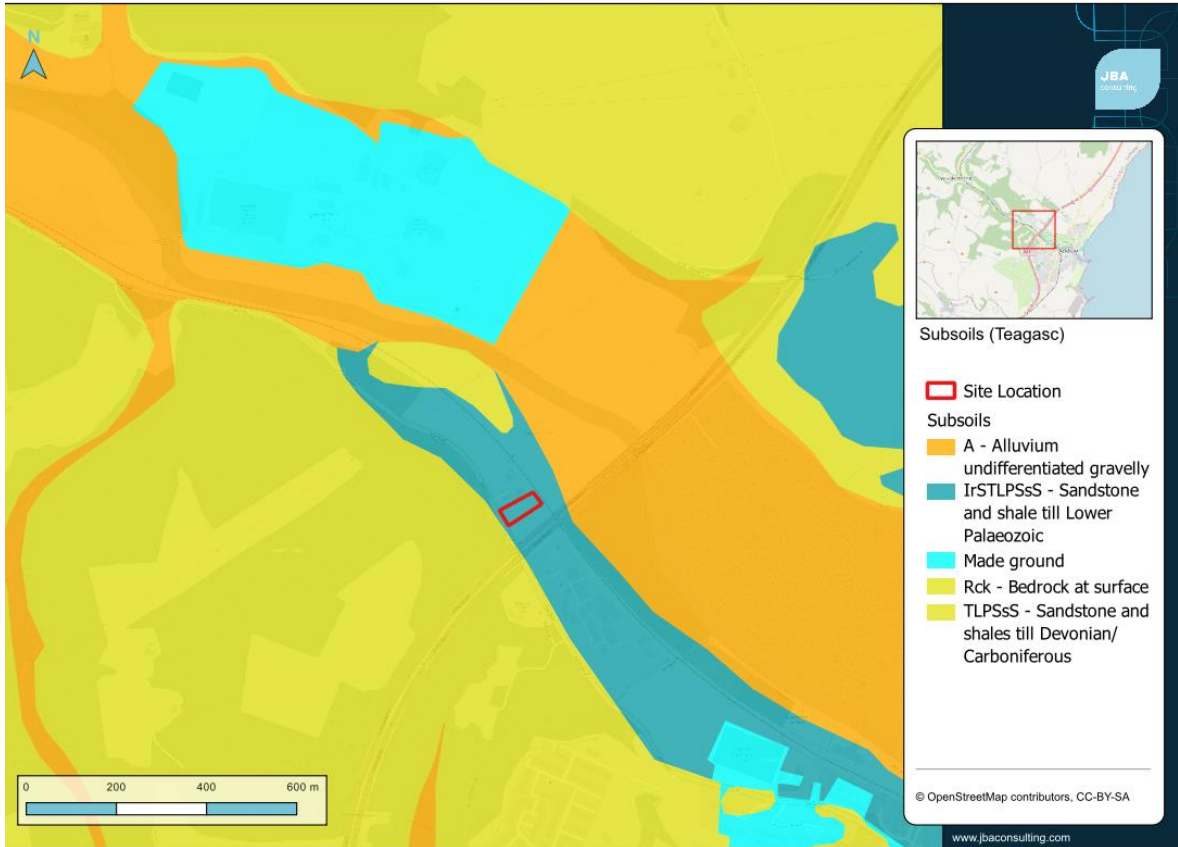 N
JBA
consulting
Subsoils (Teagasc)
Site Location
Subsoils
A - Alluvium
undifferentiated gravelly
IrSTLPSsS - Sandstone
and shale till Lower
Palaeozoic
Made ground
Rck - Bedrock at surface
TLPSsS - Sandstone and
shales till Devonian/
Carboniferous
0 200 400 600 m
© OpenStreetMap contributors, CC-BY-SA
www.jbaconsulting.com